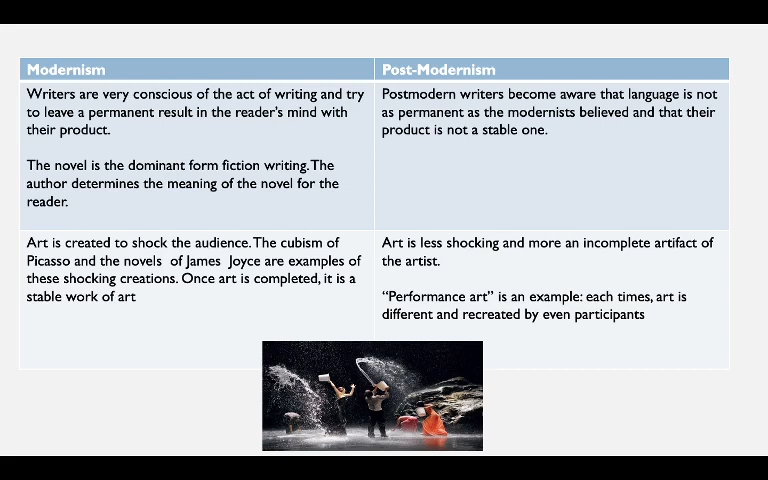 Modernism
Post-Modernism
Writers are very conscious of the act of writing and try
to leave a permanent result in the reader's mind with
their product.
The novel is the dominant form fiction writing. The
author determines the meaning of the novel for the
reader.
Postmodern writers become aware that language is not
as permanent as the modernists believed and that their
product is not a stable one.
Art is created to shock the audience. The cubism of
Picasso and the novels of James Joyce are examples of
these shocking creations. Once art is completed, it is a
stable work of art
Art is less shocking and more an incomplete artifact of
the artist.
“Performance art” is an example: each times, art is
different and recreated by even participants